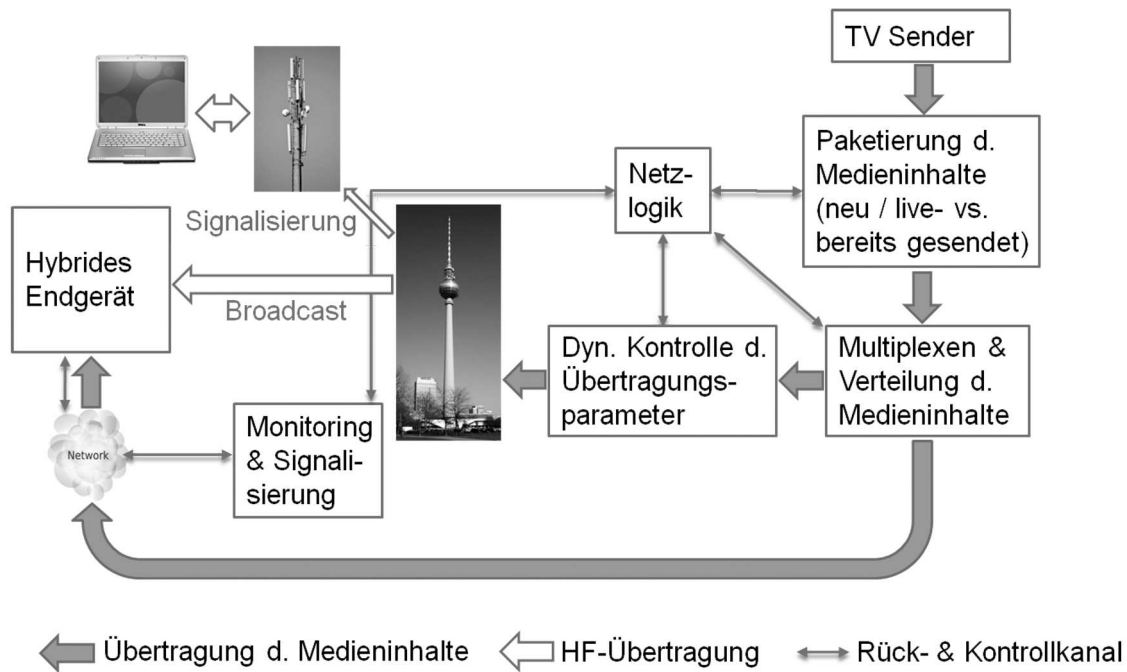 TV Sender
Paketierung d.
Medieninhalte
(neu / live- vs.
bereits gesendet)
Netz-
logik
Signalisierung
Hybrides
Endgerät
Broadcast
Dyn. Kontrolle d.
Übertragungs-
parameter
Multiplexen &
Verteilung d.
Medieninhalte
Monitoring
& Signali-
sierung
Network
Übertragung d. Medieninhalte
HF-Übertragung
Rück- & Kontrollkanal